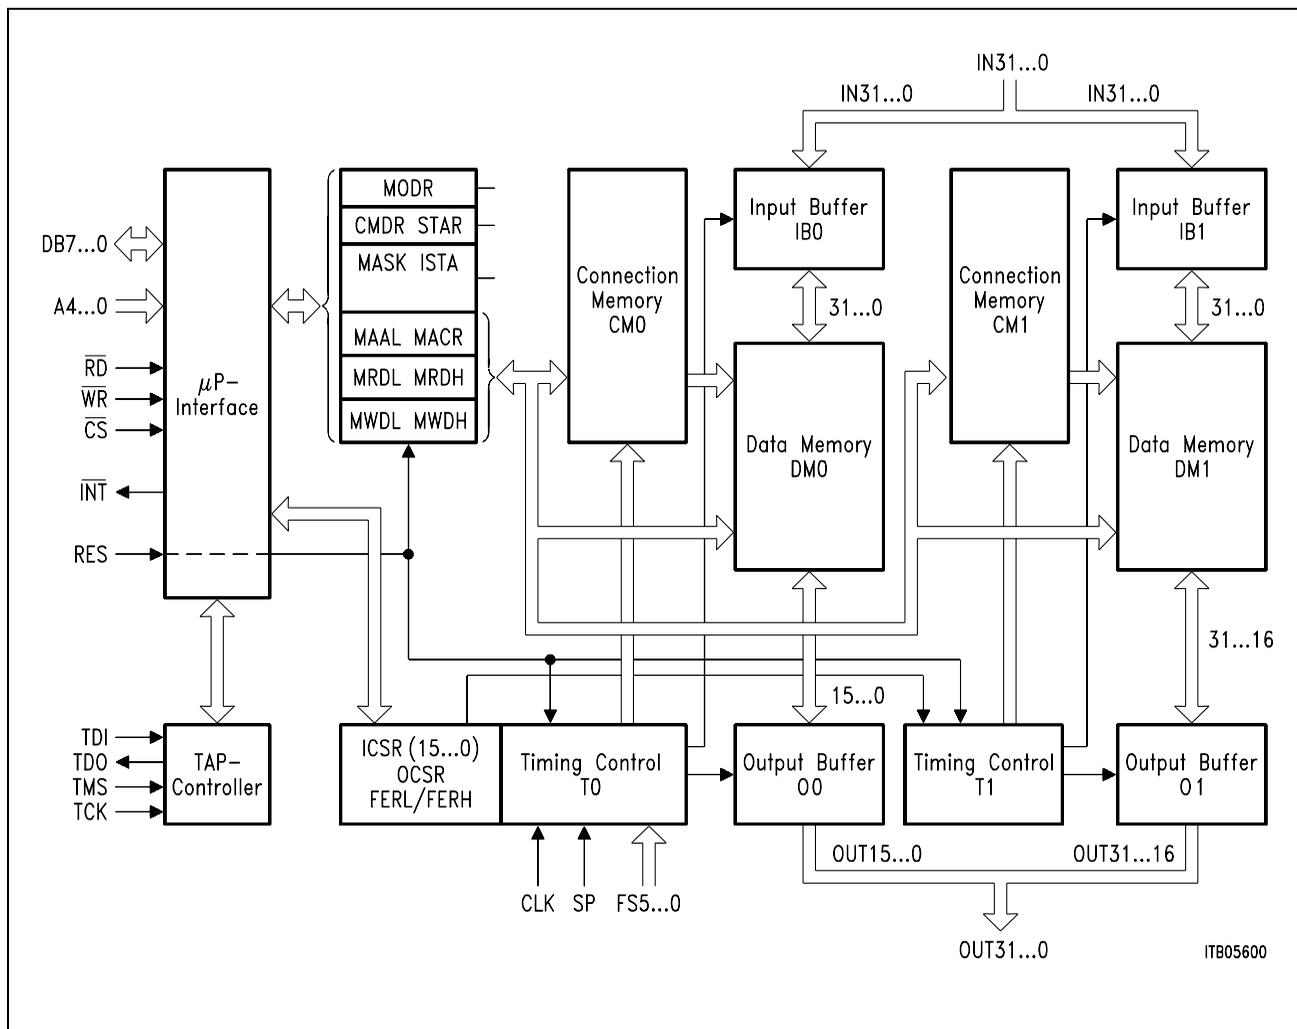 IN31...0
IN31...0
IN31...0
MODR
CMDR STAR
MASK ISTA
MAAL MACR
MRDL MRDH
MWDL MWDH
DB7...0
A4...0
R̅D̅
W̅R̅
C̅S̅
I̅N̅T̅
RES
μP-
Interface
Connection
Memory
CM0
Input Buffer
IB0
31...0
Data Memory
DM0
Connection
Memory
CM1
Input Buffer
IB1
31...0
Data Memory
DM1
15...0
31...16
TDI
TDO
TMS
TCK
TAP-
Controller
ICSR (15...0)
OCSR
FERL/FERH
Timing Control
T0
Output Buffer
O0
Timing Control
T1
Output Buffer
O1
CLK
SP
FS5...0
OUT15...0
OUT31...16
OUT31...0
ITB05600